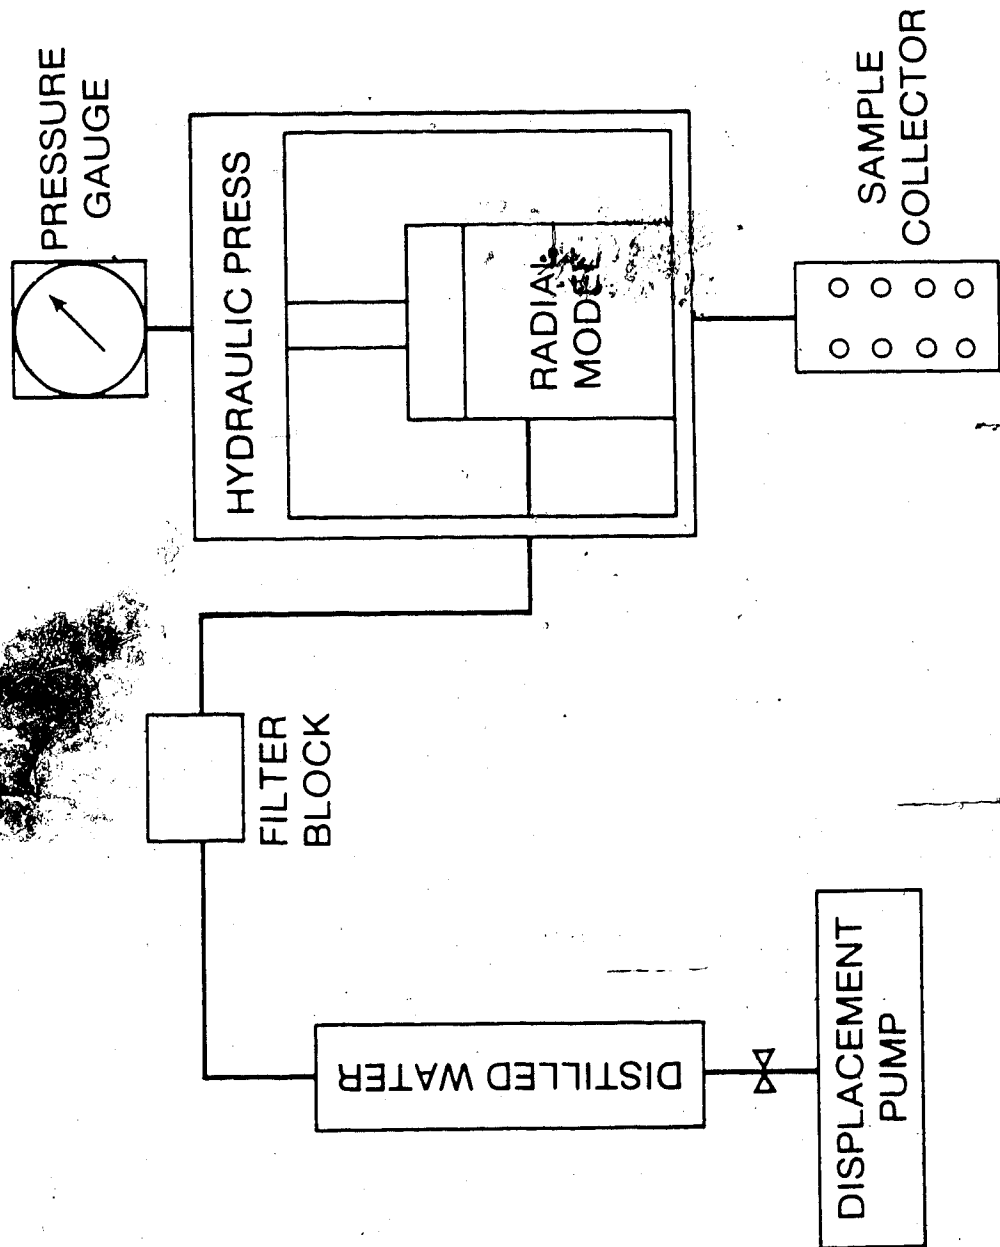 PRESSURE
GAUGE
HYDRAULIC PRESS
RADIAL
MODEL
SAMPLE
COLLECTOR
FILTER
BLOCK
DISTILLED WATER
DISPLACEMENT
PUMP